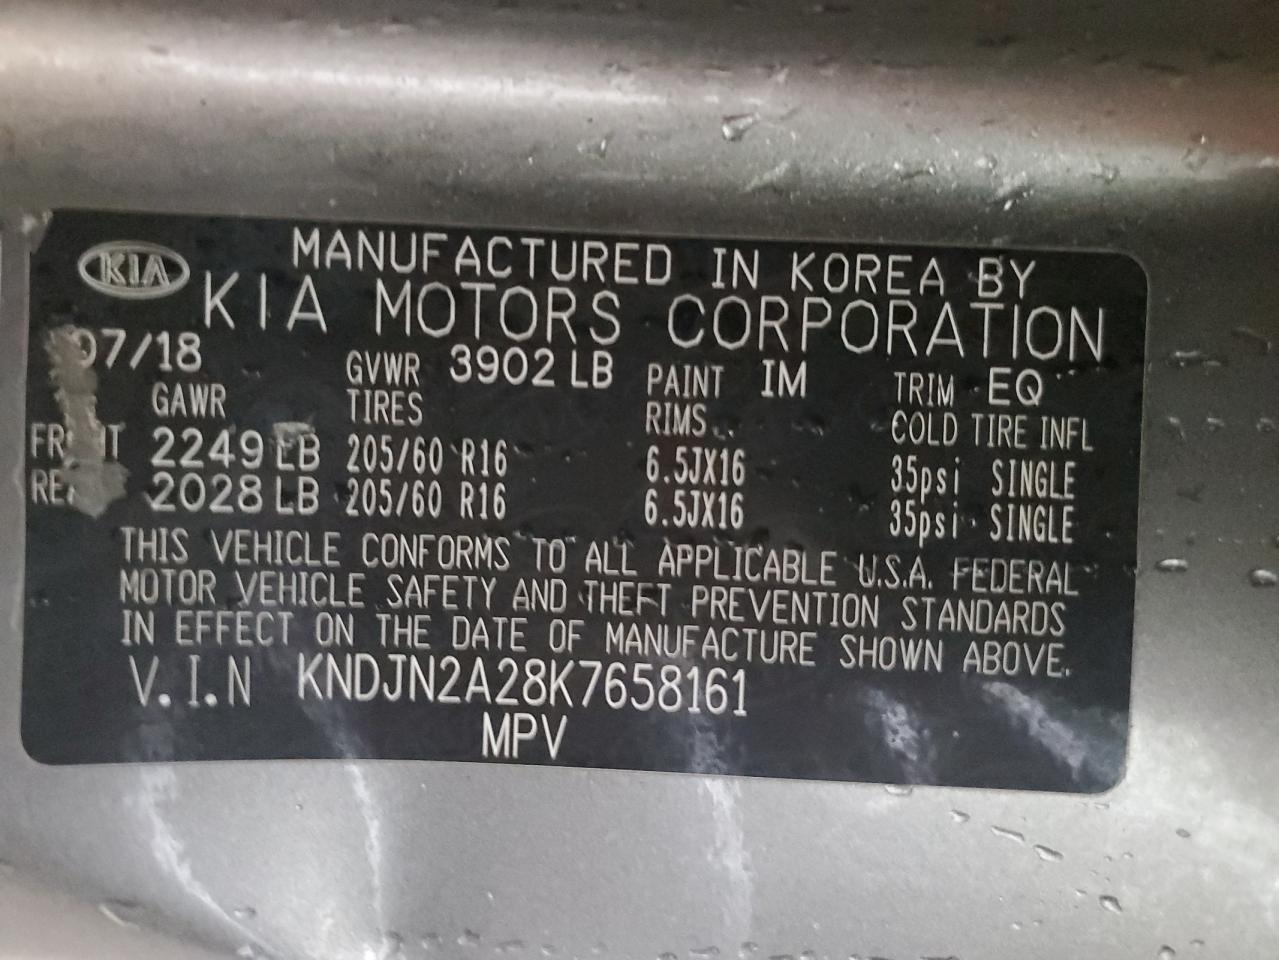 KIA
MANUFACTURED IN KOREA BY
KIA MOTORS CORPORATION
07/18 GVWR 3902 LB PAINT IM TRIM EQ
GAWR TIRES RIMS COLD TIRE INFL
2249 LB 205/60 R16 6.5JX16 35psi SINGLE
2028 LB 205/60 R16 6.5JX16 35psi SINGLE
THIS VEHICLE CONFORMS TO ALL APPLICABLE U.S.A. FEDERAL
MOTOR VEHICLE SAFETY AND THEFT PREVENTION STANDARDS
IN EFFECT ON THE DATE OF MANUFACTURE SHOWN ABOVE.
V.I.N KNDJN2A28K7658161
MPV